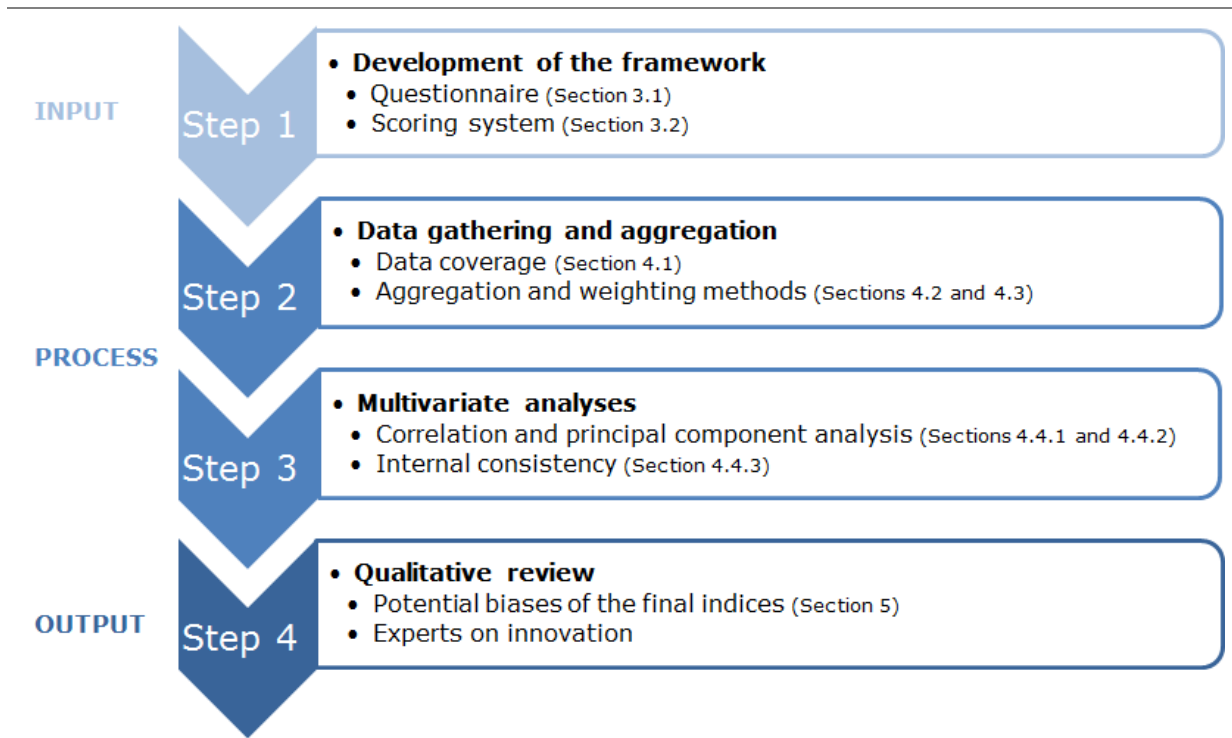 INPUT
Step 1
• Development of the framework
• Questionnaire (Section 3.1)
• Scoring system (Section 3.2)
PROCESS
Step 2
• Data gathering and aggregation
• Data coverage (Section 4.1)
• Aggregation and weighting methods (Sections 4.2 and 4.3)
Step 3
• Multivariate analyses
• Correlation and principal component analysis (Sections 4.4.1 and 4.4.2)
• Internal consistency (Section 4.4.3)
OUTPUT
Step 4
• Qualitative review
• Potential biases of the final indices (Section 5)
• Experts on innovation